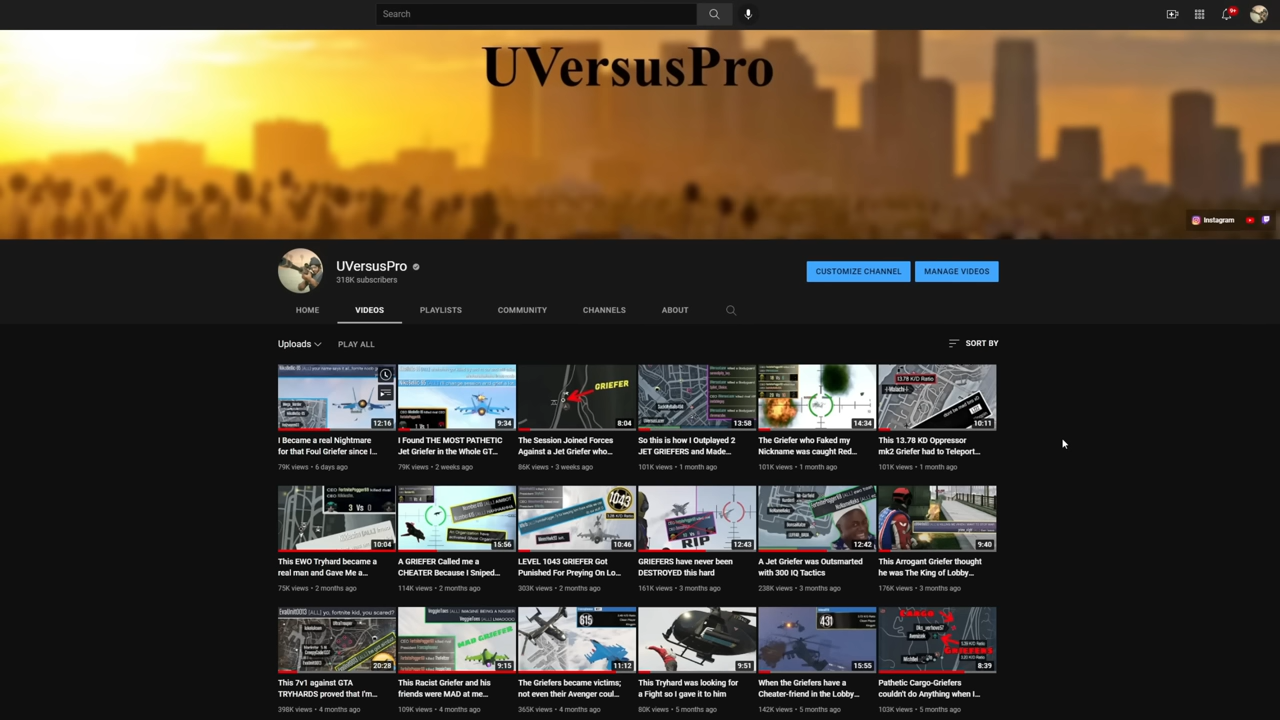 Search
9+
UVersusPro
Instagram
UVersusPro
318K subscribers
CUSTOMIZE CHANNEL
MANAGE VIDEOS
HOME
VIDEOS
PLAYLISTS
COMMUNITY
CHANNELS
ABOUT
Uploads
PLAY ALL
SORT BY
12:16
9:34
GRIEFER
8:04
13:58
14:34
13.78 K/D Ratio
10:11
I Became a real Nightmare
for that Foul Griefer since I...
79K views • 6 days ago
I Found THE MOST PATHETIC
Jet Griefer in the Whole GT...
79K views • 2 weeks ago
The Session Joined Forces
Against a Jet Griefer who...
86K views • 3 weeks ago
So this is how I Outplayed 2
JET GRIEFERS and Made...
101K views • 1 month ago
The Griefer who Faked my
Nickname was caught Red...
101K views • 1 month ago
This 13.78 KD Oppressor
mk2 Griefer had to Teleport...
101K views • 1 month ago
3 Vs 0
10:04
15:56
1043
10:46
RIP
12:43
12:42
9:40
This EWO Tryhard became a
real man and Gave Me a...
75K views • 2 months ago
A GRIEFER Called me a
CHEATER Because I Sniped...
114K views • 2 months ago
LEVEL 1043 GRIEFER Got
Punished For Preying On Lo...
303K views • 2 months ago
GRIEFERS have never been
DESTROYED this hard
161K views • 3 months ago
A Jet Griefer was Outsmarted
with 300 IQ Tactics
238K views • 3 months ago
This Arrogant Griefer thought
he was The King of Lobby...
176K views • 3 months ago
20:28
MAD GRIEFER
9:15
615
11:12
9:51
431
15:55
CARGO
GRIEFERS
8:39
This 7v1 against GTA
TRYHARDS proved that I'm...
398K views • 4 months ago
This Racist Griefer and his
friends were MAD at me...
109K views • 4 months ago
The Griefers became victims;
not even their Avenger coul...
365K views • 4 months ago
This Tryhard was looking for
a Fight so I gave it to him
80K views • 5 months ago
When the Griefers have a
Cheater-friend in the Lobby...
142K views • 5 months ago
Pathetic Cargo-Griefers
couldn't do Anything when I...
103K views • 5 months ago